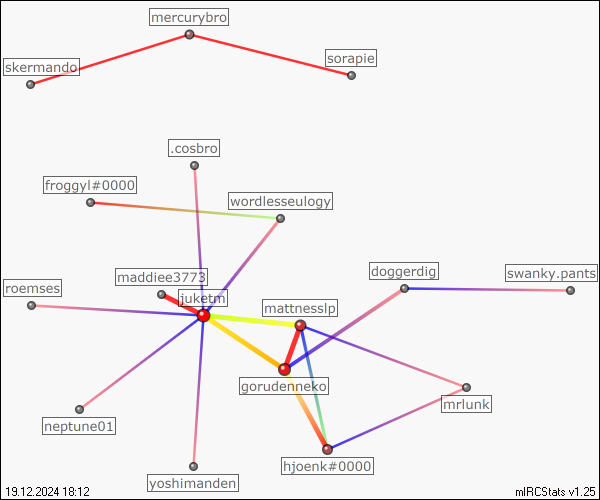 mercurybro
sorapie
skermando
.cosbro
froggyl#0000
wordlesseulogy
maddiee3773
doggerdig
swanky.pants
roemses
juketm
mattnesslp
gorudenneko
mrlunk
neptune01
hjoenk#0000
yoshimanden
19.12.2024 18:12
mIRCStats v1.25